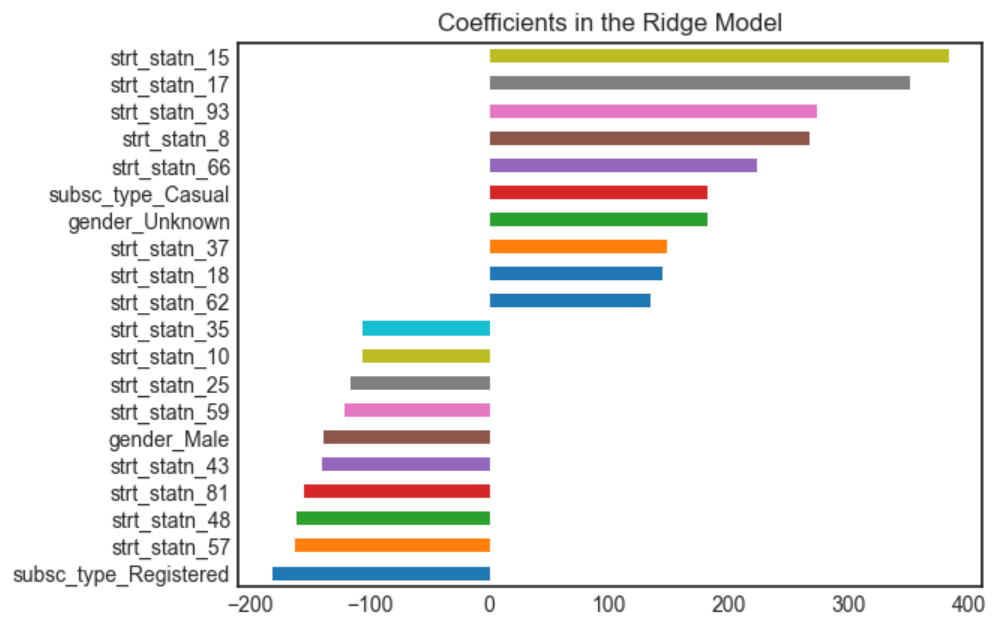 Coefficients in the Ridge Model
strt_statn_15
strt_statn_17
strt_statn_93
strt_statn_8
strt_statn_66
subsc_type_Casual
gender_Unknown
strt_statn_37
strt_statn_18
strt_statn_62
strt_statn_35
strt_statn_10
strt_statn_25
strt_statn_59
gender_Male
strt_statn_43
strt_statn_81
strt_statn_48
strt_statn_57
subsc_type_Registered
−200 −100 0 100 200 300 400